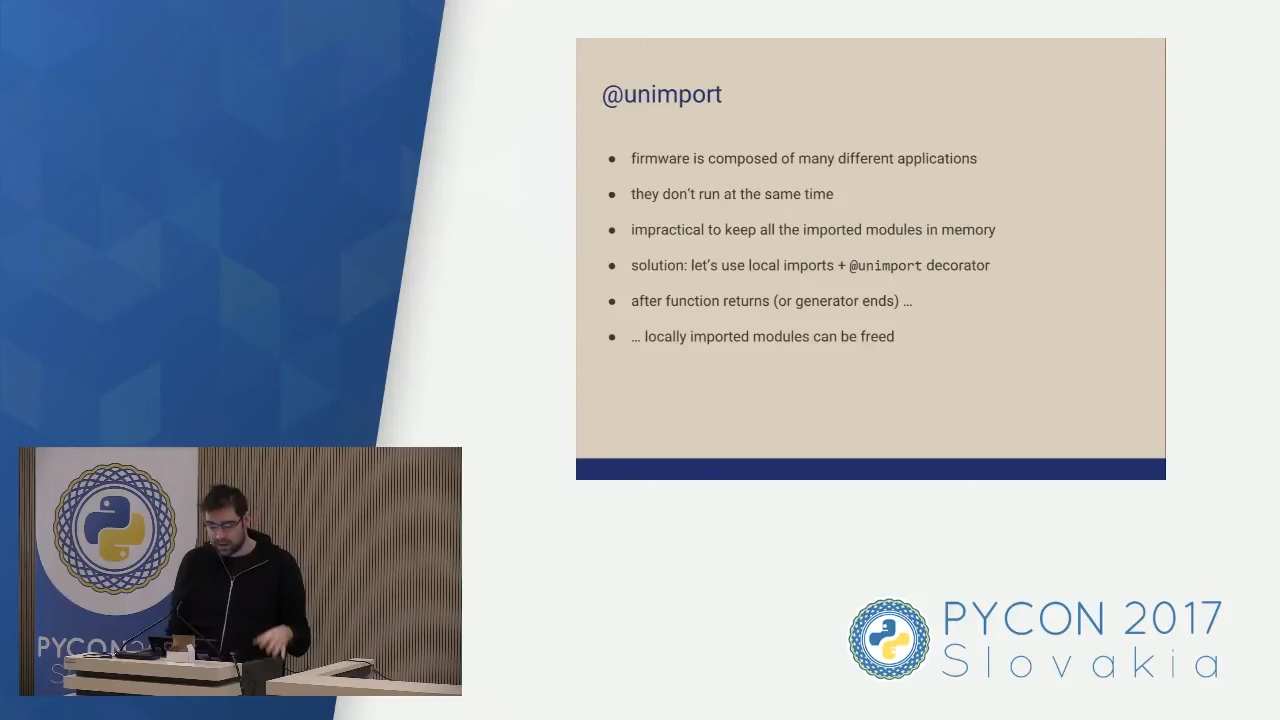 @unimport
● firmware is composed of many different applications
● they don’t run at the same time
● impractical to keep all the imported modules in memory
● solution: let’s use local imports + @unimport decorator
● after function returns (or generator ends) …
● … locally imported modules can be freed
PYCON 2017
Slovakia